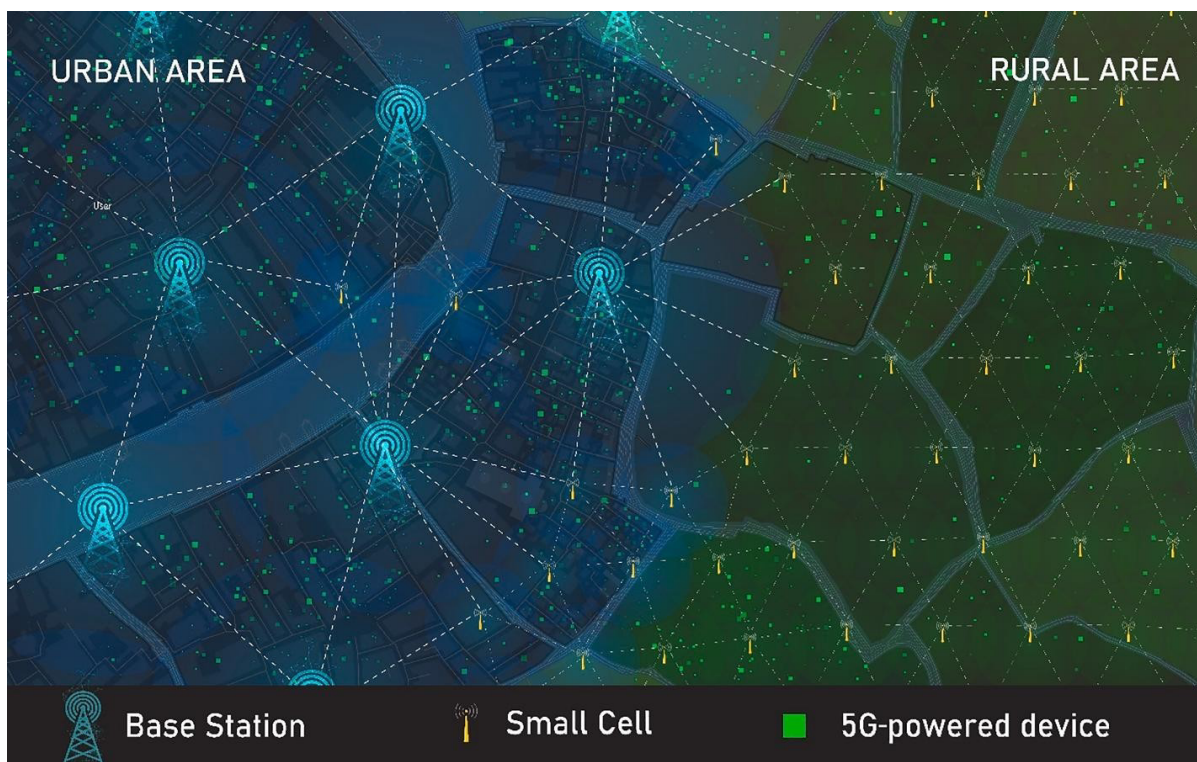 URBAN AREA
RURAL AREA
User
Base Station
Small Cell
5G-powered device